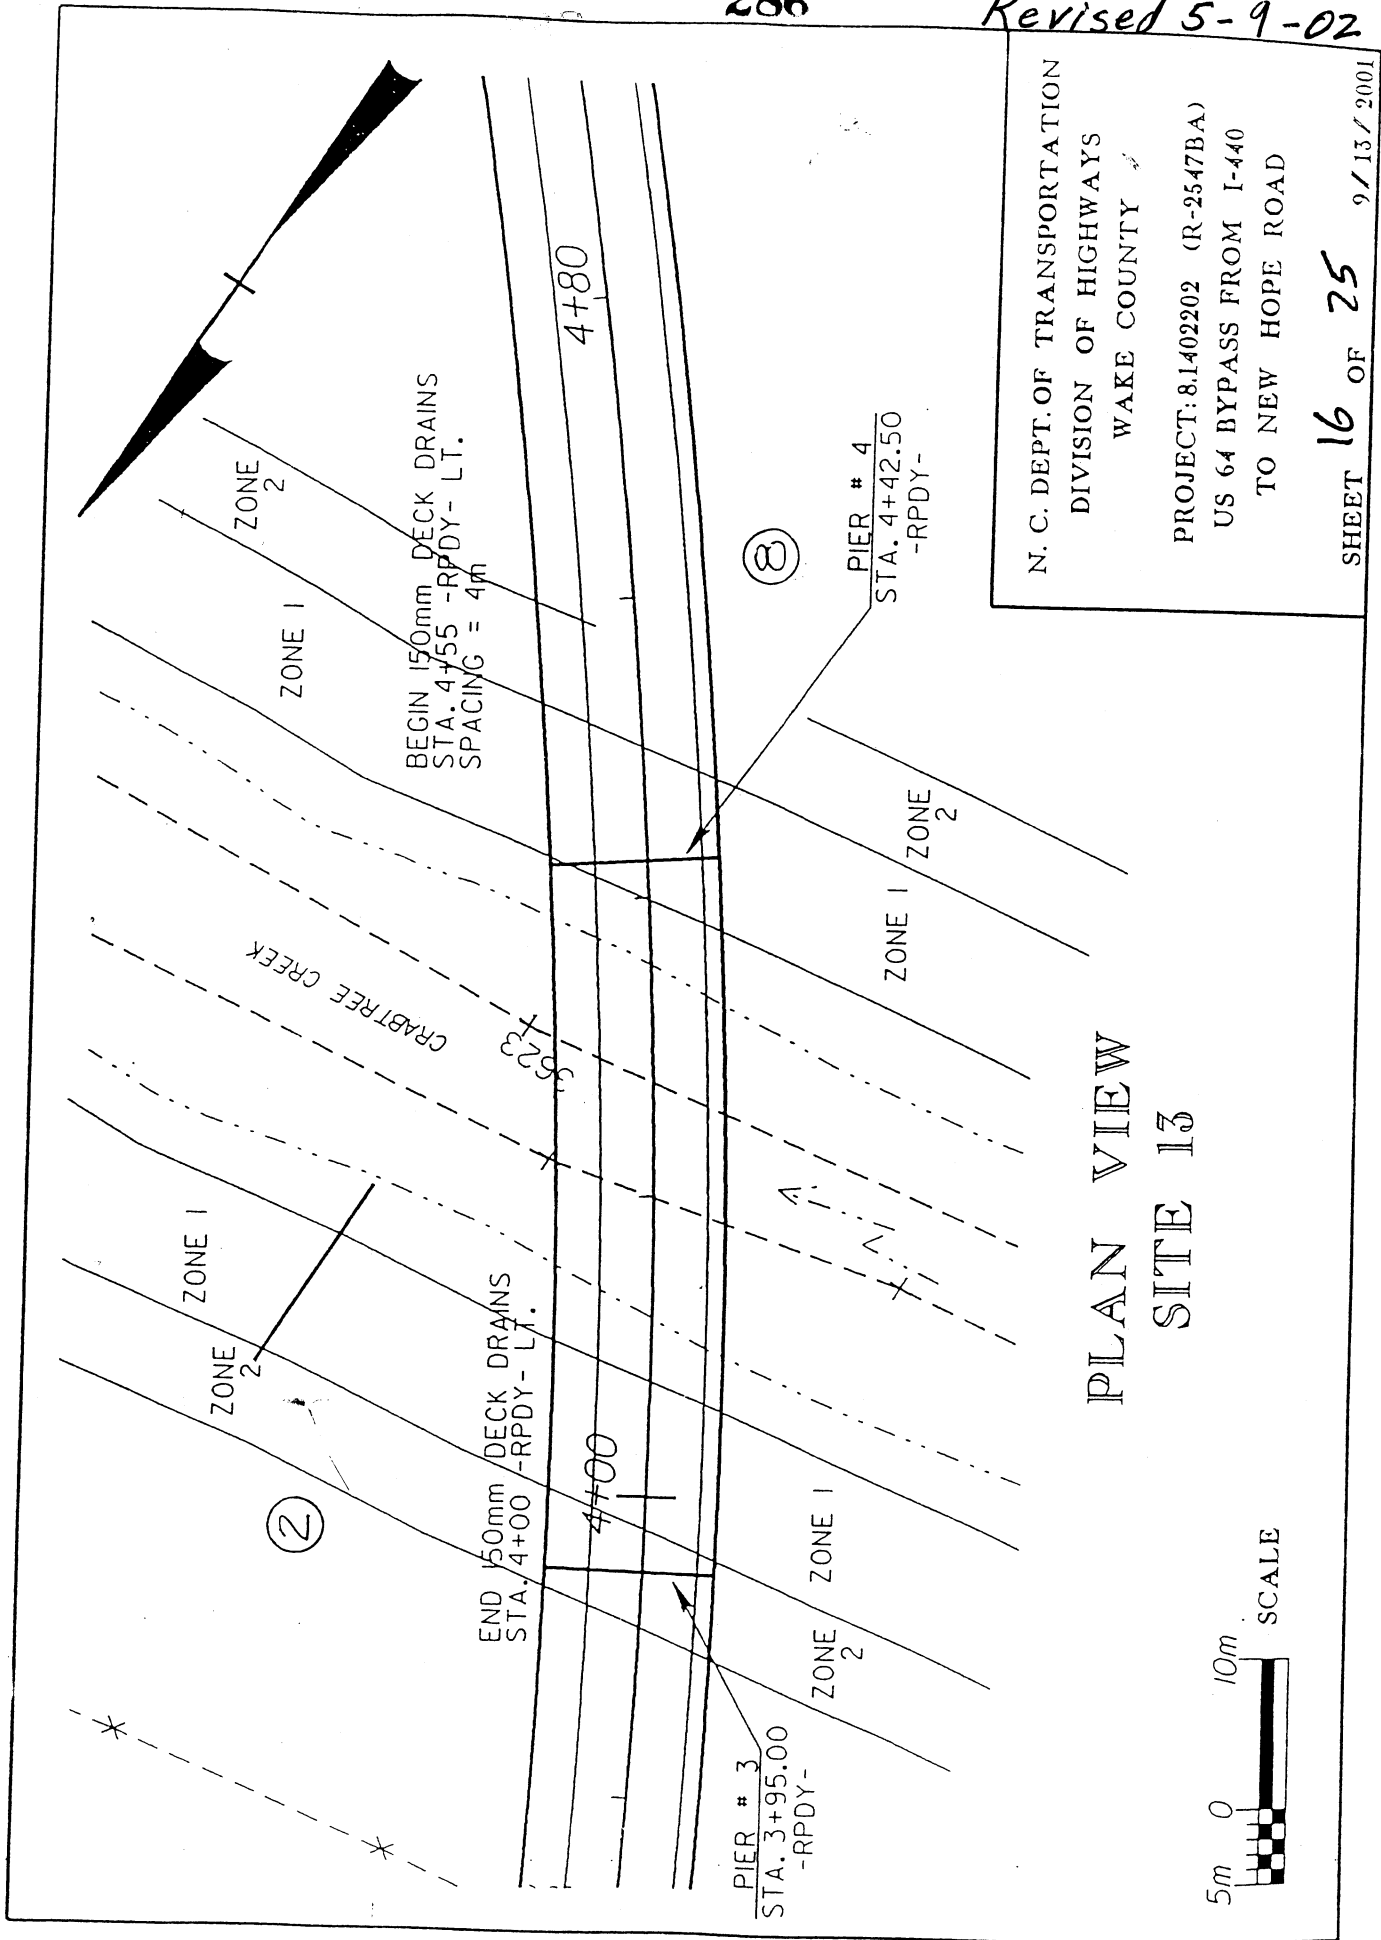 Revised 5-9-02
N. C. DEPT. OF TRANSPORTATION
DIVISION OF HIGHWAYS
WAKE COUNTY
PROJECT: 8.1402202 (R-2547BA)
US 64 BYPASS FROM I-440
TO NEW HOPE ROAD
SHEET 16 OF 25 9/13/2001
4+80
ZONE
2
ZONE 1
BEGIN 150mm DECK DRAINS
STA. 4+55 -RPDY- LT.
SPACING = 4m
8
PIER # 4
STA. 4+42.50
-RPDY-
ZONE
2
ZONE 1
CRABTREE CREEK
3623
ZONE 1
ZONE
2
2
END 150mm DECK DRAINS
STA. 4+00 -RPDY- LT.
4+00
ZONE 1
ZONE
2
PIER # 3
STA. 3+95.00
-RPDY-
PLAN VIEW
SITE 13
5m 0 10m
SCALE